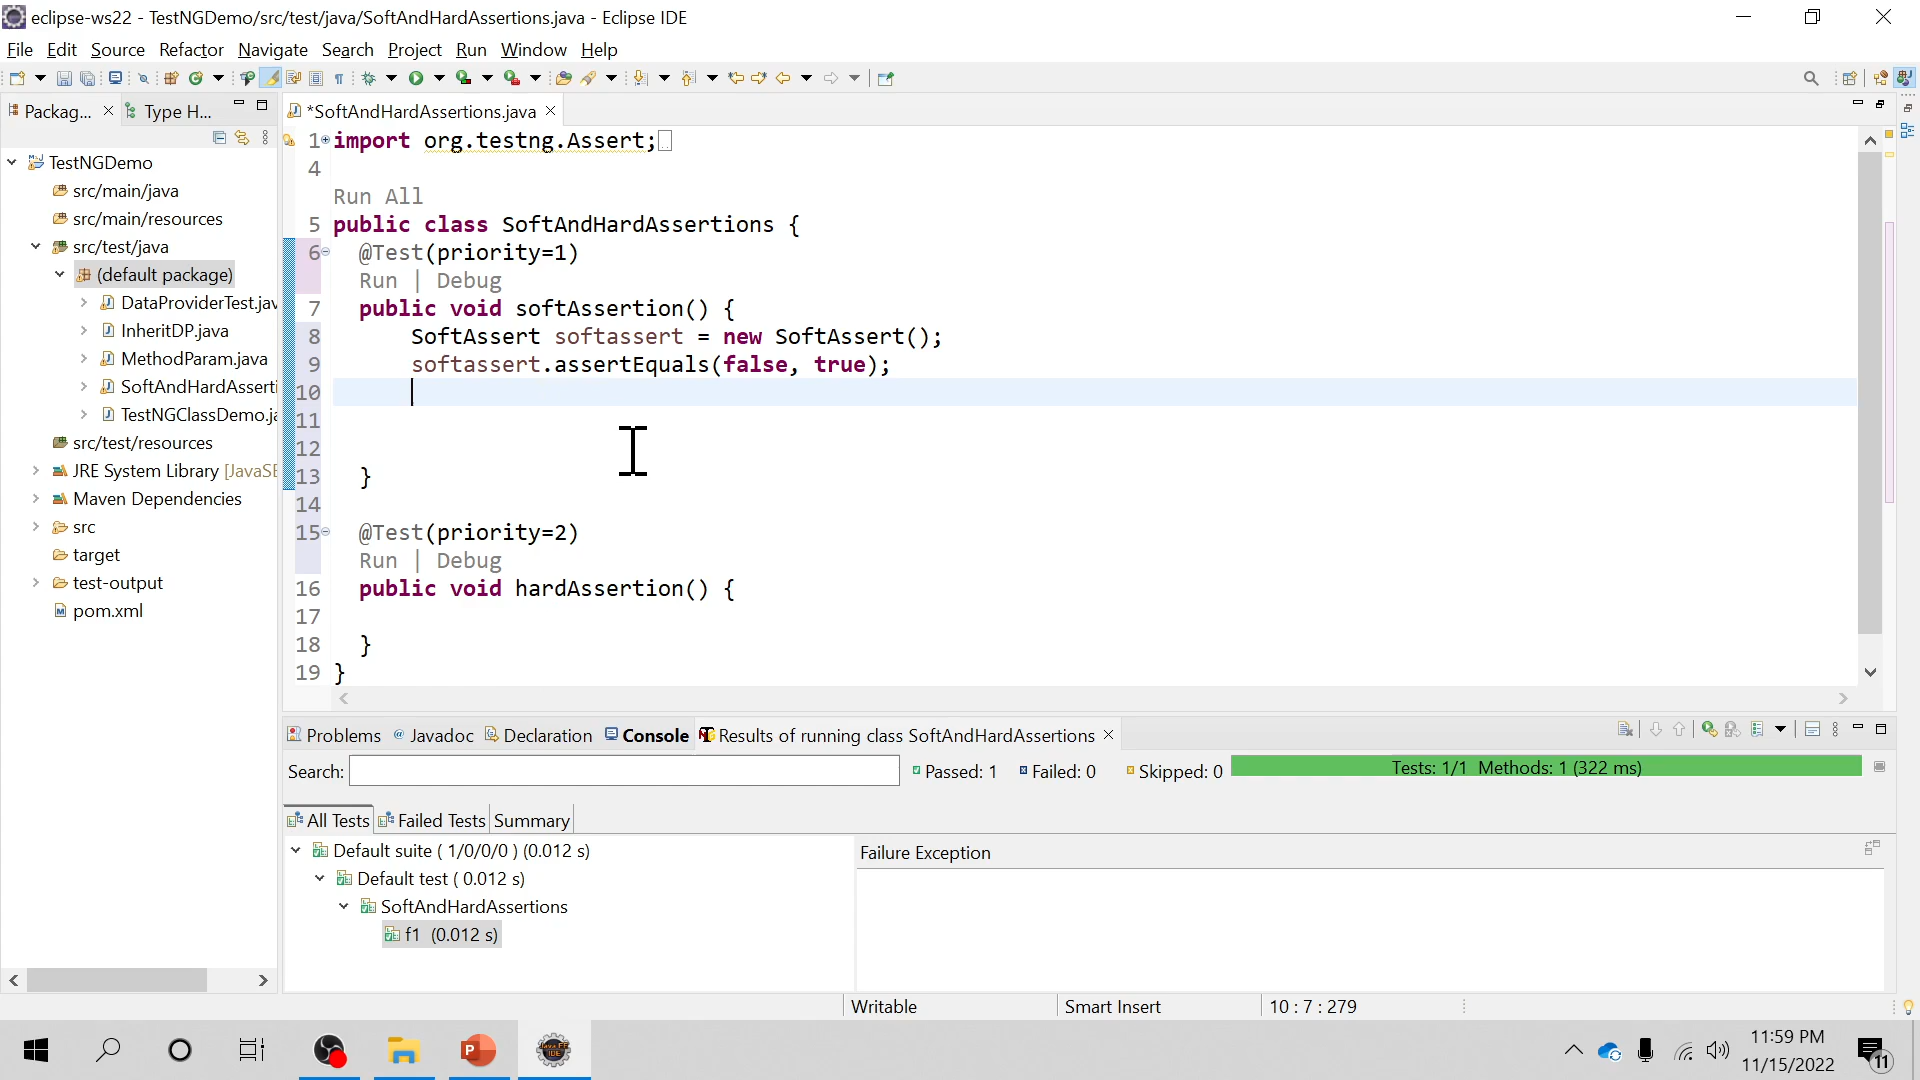 eclipse-ws22 - TestNGDemo/src/test/java/SoftAndHardAssertions.java - Eclipse IDE
File Edit Source Refactor Navigate Search Project Run Window Help
Packag... Type H... *SoftAndHardAssertions.java
TestNGDemo
src/main/java
src/main/resources
src/test/java
(default package)
DataProviderTest.jav
InheritDP.java
MethodParam.java
SoftAndHardAsserti
TestNGClassDemo.ja
src/test/resources
JRE System Library [JavaSE
Maven Dependencies
src
target
test-output
pom.xml
1 import org.testng.Assert;
4
Run All
5 public class SoftAndHardAssertions {
6 @Test(priority=1)
Run | Debug
7 public void softAssertion() {
8 SoftAssert softassert = new SoftAssert();
9 softassert.assertEquals(false, true);
10
11
12
13 }
14
15 @Test(priority=2)
Run | Debug
16 public void hardAssertion() {
17
18 }
19 }
Problems Javadoc Declaration Console Results of running class SoftAndHardAssertions
Search: Passed: 1 Failed: 0 Skipped: 0 Tests: 1/1 Methods: 1 (322 ms)
All Tests Failed Tests Summary
Default suite ( 1/0/0/0 ) (0.012 s)
Default test ( 0.012 s)
SoftAndHardAssertions
f1 (0.012 s)
Failure Exception
Writable Smart Insert 10 : 7 : 279
11:59 PM
11/15/2022
11